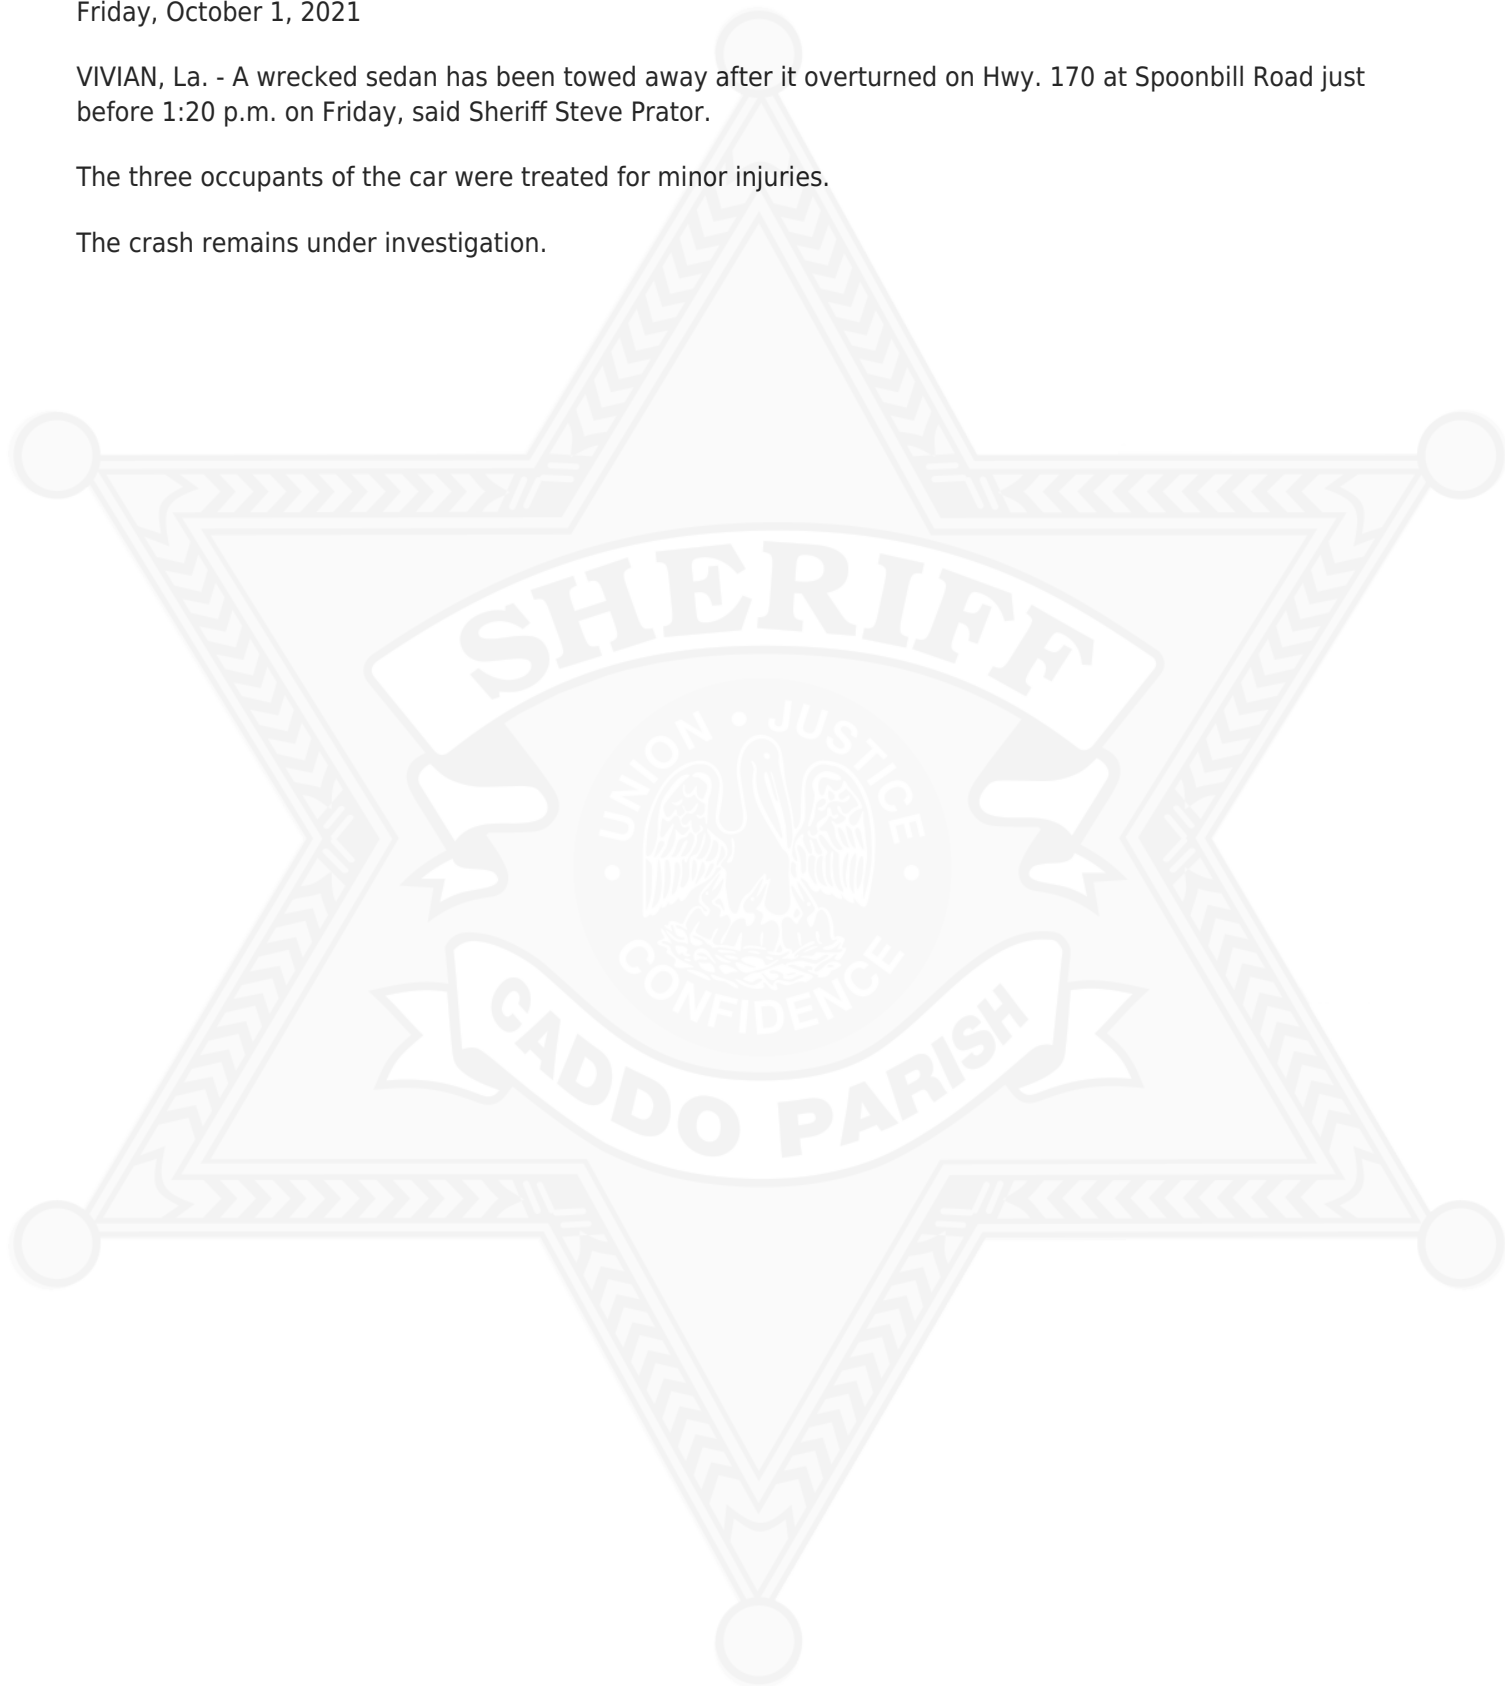 Friday, October 1, 2021
VIVIAN, La. - A wrecked sedan has been towed away after it overturned on Hwy. 170 at Spoonbill Road just
before 1:20 p.m. on Friday, said Sheriff Steve Prator.
The three occupants of the car were treated for minor injuries.
The crash remains under investigation.
SHERIFF
UNION • JUSTICE
CONFIDENCE
CADDO PARISH